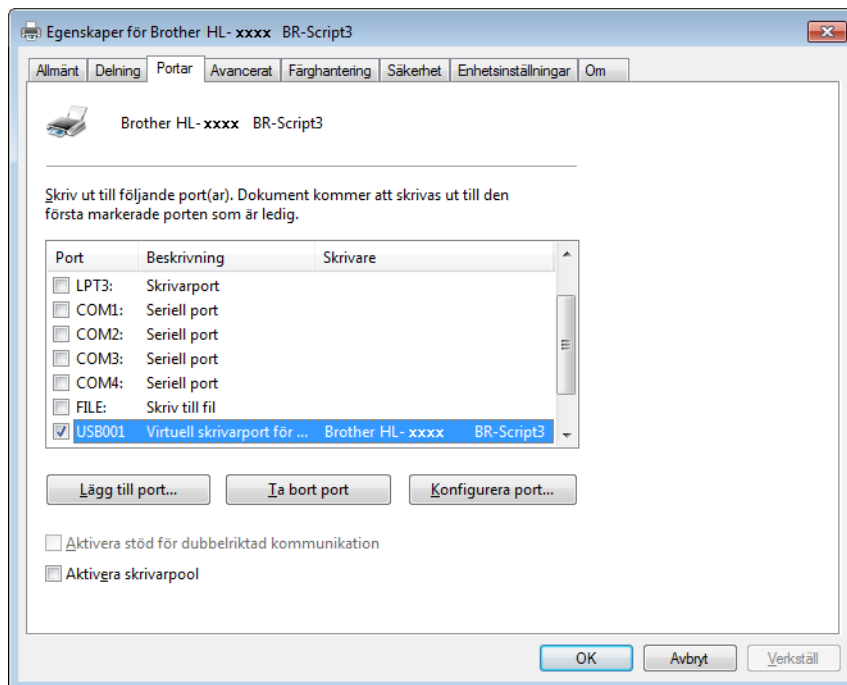 Egenskaper för Brother HL- xxxx BR-Script3
Allmänt Delning Portar Avancerat Färghantering Säkerhet Enhetsinställningar Om
Brother HL- xxxx BR-Script3
Skriv ut till följande port(ar). Dokument kommer att skrivas ut till den
första markerade porten som är ledig.
Port Beskrivning Skrivare
LPT3: Skrivarport
COM1: Seriell port
COM2: Seriell port
COM3: Seriell port
COM4: Seriell port
FILE: Skriv till fil
USB001 Virtuell skrivarport för ... Brother HL- xxxx BR-Script3
Lägg till port... Ta bort port Konfigurera port...
Aktivera stöd för dubbelriktad kommunikation
Aktivera skrivarpool
OK Avbryt Verkställ